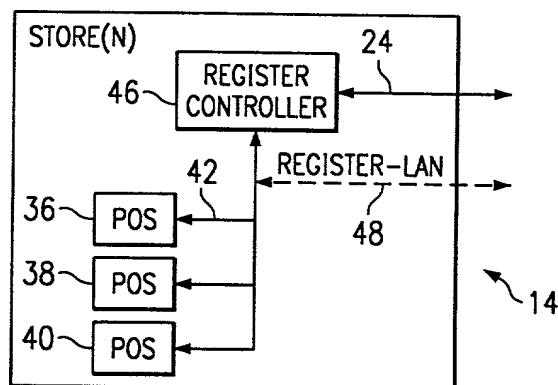 STORE(N)
24
46
REGISTER
CONTROLLER
REGISTER-LAN
42
48
36
POS
38
POS
14
40
POS